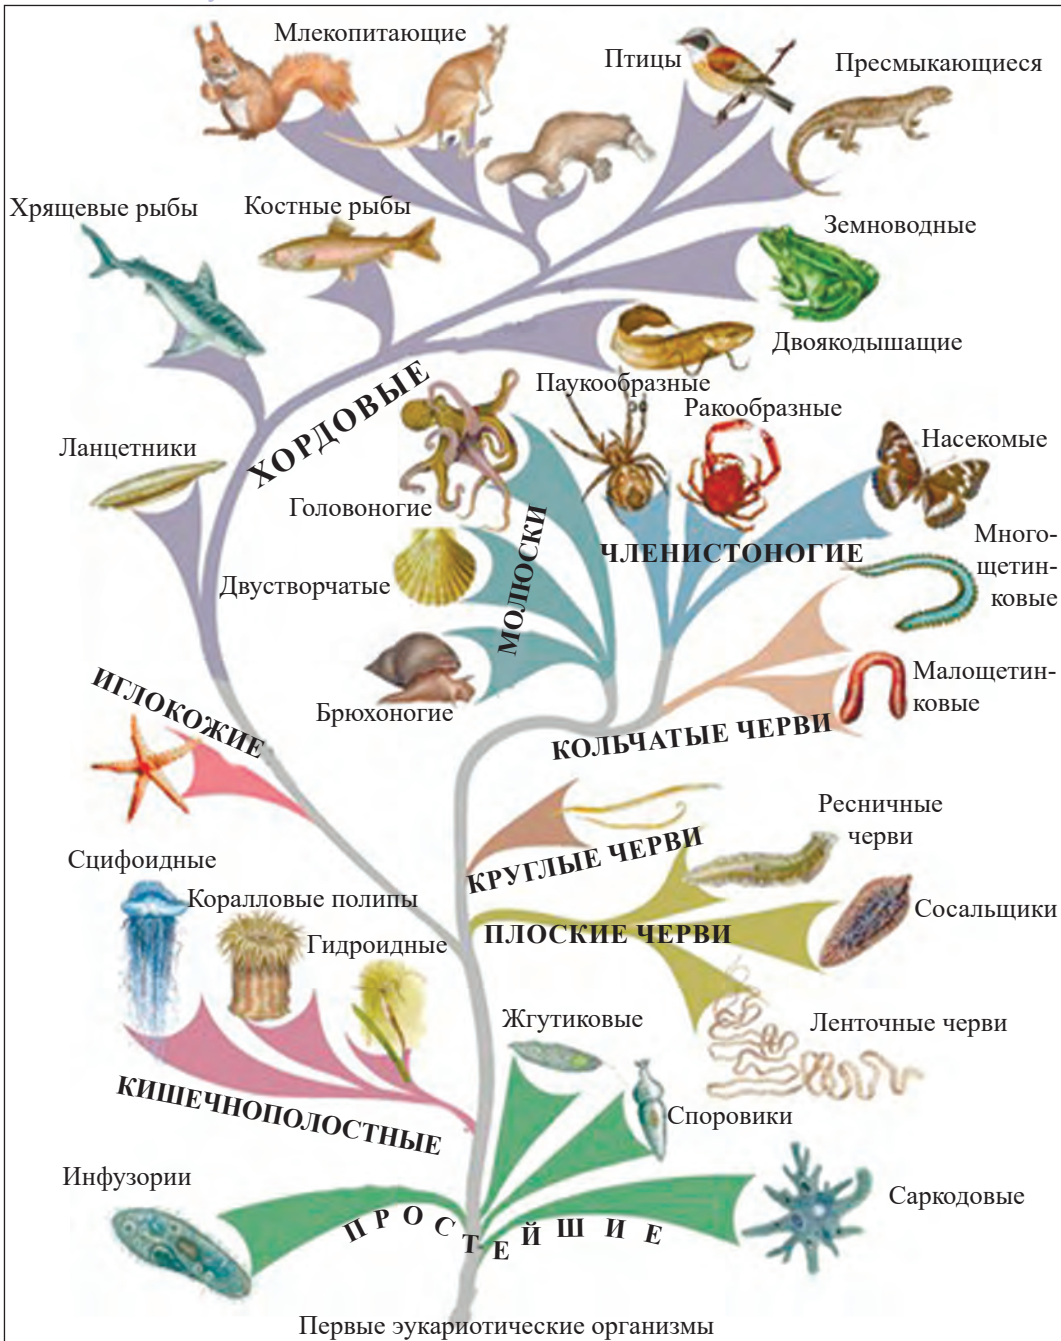 Млекопитающие
Птицы
Пресмыкающиеся
Хрящевые рыбы
Костные рыбы
Земноводные
Двоякодышащие
ХОРДОВЫЕ
Паукообразные
Ракообразные
Ланцетники
Насекомые
Головоногие
МОЛЮСКИ
ЧЛЕНИСТОНОГИЕ
Много-
щетин-
ковые
Двустворчатые
Малощетин-
ковые
Брюхоногие
ИГЛОКОЖИЕ
КОЛЬЧАТЫЕ ЧЕРВИ
Ресничные
черви
КРУГЛЫЕ ЧЕРВИ
Сцифоидные
Коралловые полипы
Гидроидные
ПЛОСКИЕ ЧЕРВИ
Сосальщики
Жгутиковые
Ленточные черви
КИШЕЧНОПОЛОСТНЫЕ
Споровики
Инфузории
Саркодовые
ПРОСТЕЙШИЕ
Первые эукариотические организмы